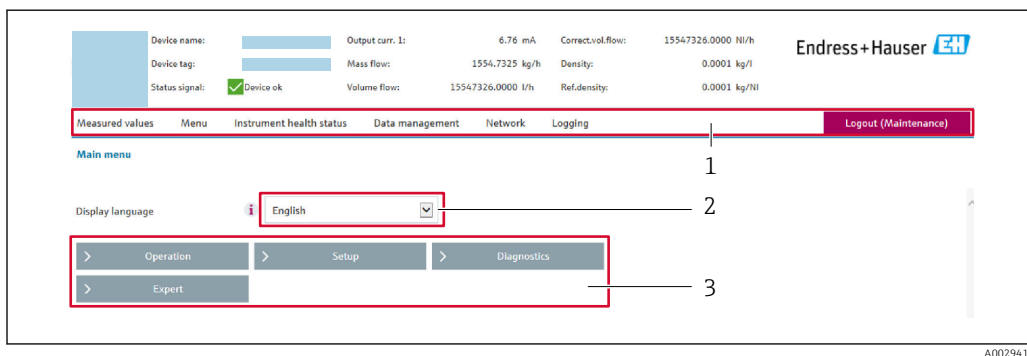 Device name: Output curr. 1: 6.76 mA Correct.vol.flow: 15547326.0000 Nl/h
Endress+Hauser EH
Device tag: Mass flow: 1554.7325 kg/h Density: 0.0001 kg/l
Status signal: Device ok Volume flow: 15547326.0000 l/h Ref.density: 0.0001 kg/Nl
Measured values Menu Instrument health status Data management Network Logging Logout (Maintenance)
1
Main menu
Display language i English 2
> Operation > Setup > Diagnostics
> Expert 3
A002941